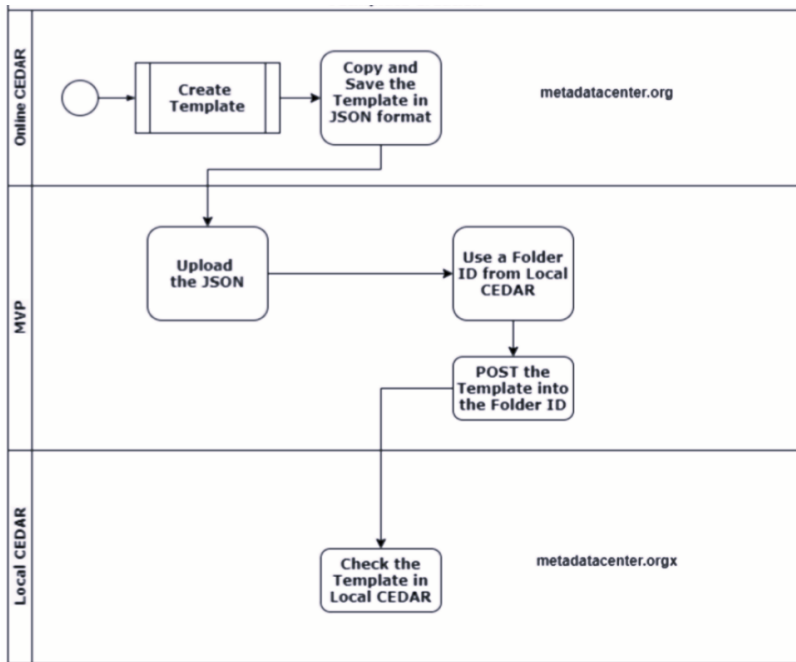 Online CEDAR
Create
Template
Copy and
Save the
Template in
JSON format
metadatacenter.org
MVP
Upload
the JSON
Use a Folder
ID from Local
CEDAR
POST the
Template into
the Folder ID
Local CEDAR
Check the
Template in
Local CEDAR
metadatacenter.orgx